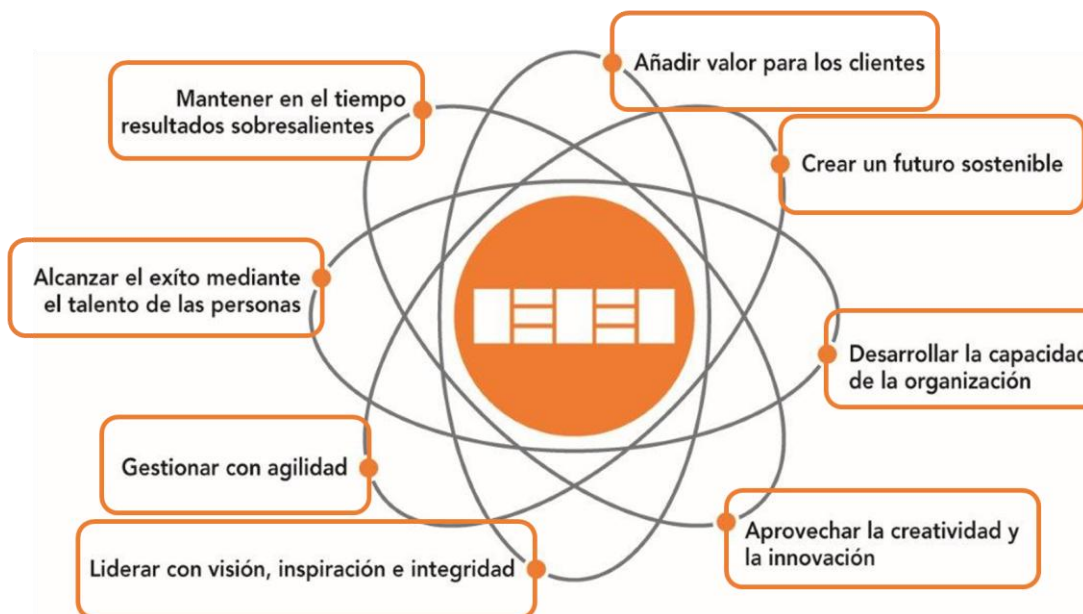 Añadir valor para los clientes
Mantener en el tiempo
resultados sobresalientes
Crear un futuro sostenible
Alcanzar el exíto mediante
el talento de las personas
Desarrollar la capacidad
de la organización
Gestionar con agilidad
Aprovechar la creatividad y
la innovación
Liderar con visión, inspiración e integridad